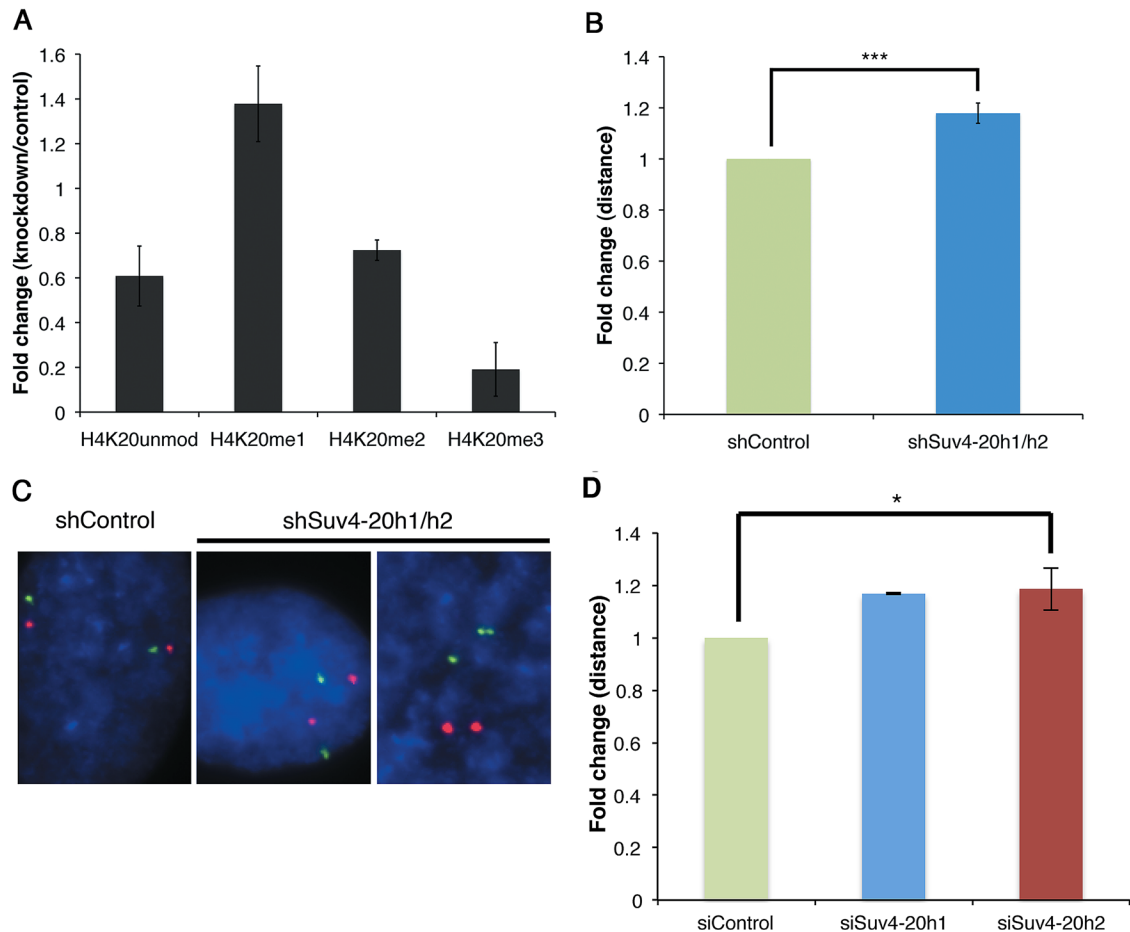 A
Fold change (knockdown/control)
1.6
1.4
1.2
1
0.8
0.6
0.4
0.2
0
H4K20unmod H4K20me1 H4K20me2 H4K20me3
B
Fold change (distance)
1.4
1.2
1
0.8
0.6
0.4
0.2
0
***
shControl shSuv4-20h1/h2
C
shControl shSuv4-20h1/h2
D
Fold change (distance)
1.4
1.2
1
0.8
0.6
0.4
0.2
0
*
siControl siSuv4-20h1 siSuv4-20h2